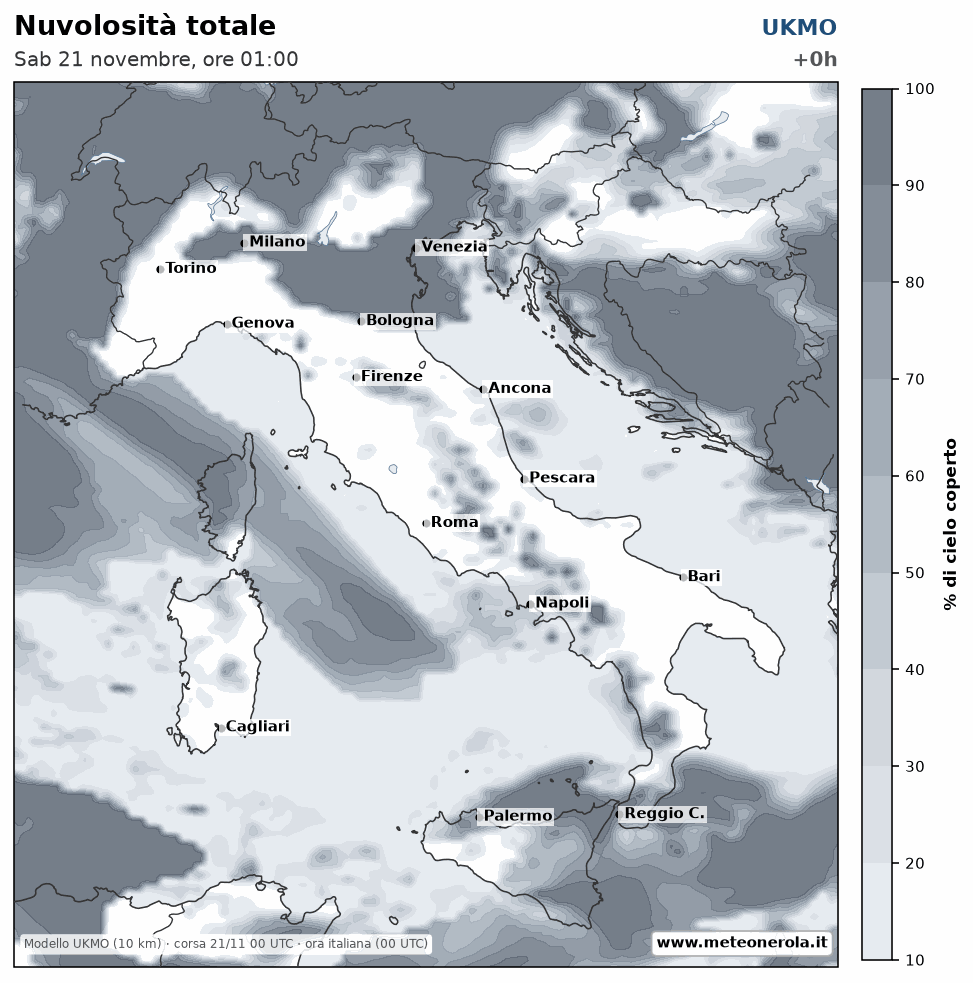 Nuvolosità totale
UKMO
Sab 21 novembre, ore 01:00
+0h
100
90
80
70
60
50
40
30
20
10
% di cielo coperto
Milano
Venezia
Torino
Genova
Bologna
Firenze
Ancona
Pescara
Roma
Bari
Napoli
Cagliari
Palermo
Reggio C.
Modello UKMO (10 km) · corsa 21/11 00 UTC · ora italiana (00 UTC)
www.meteonerola.it